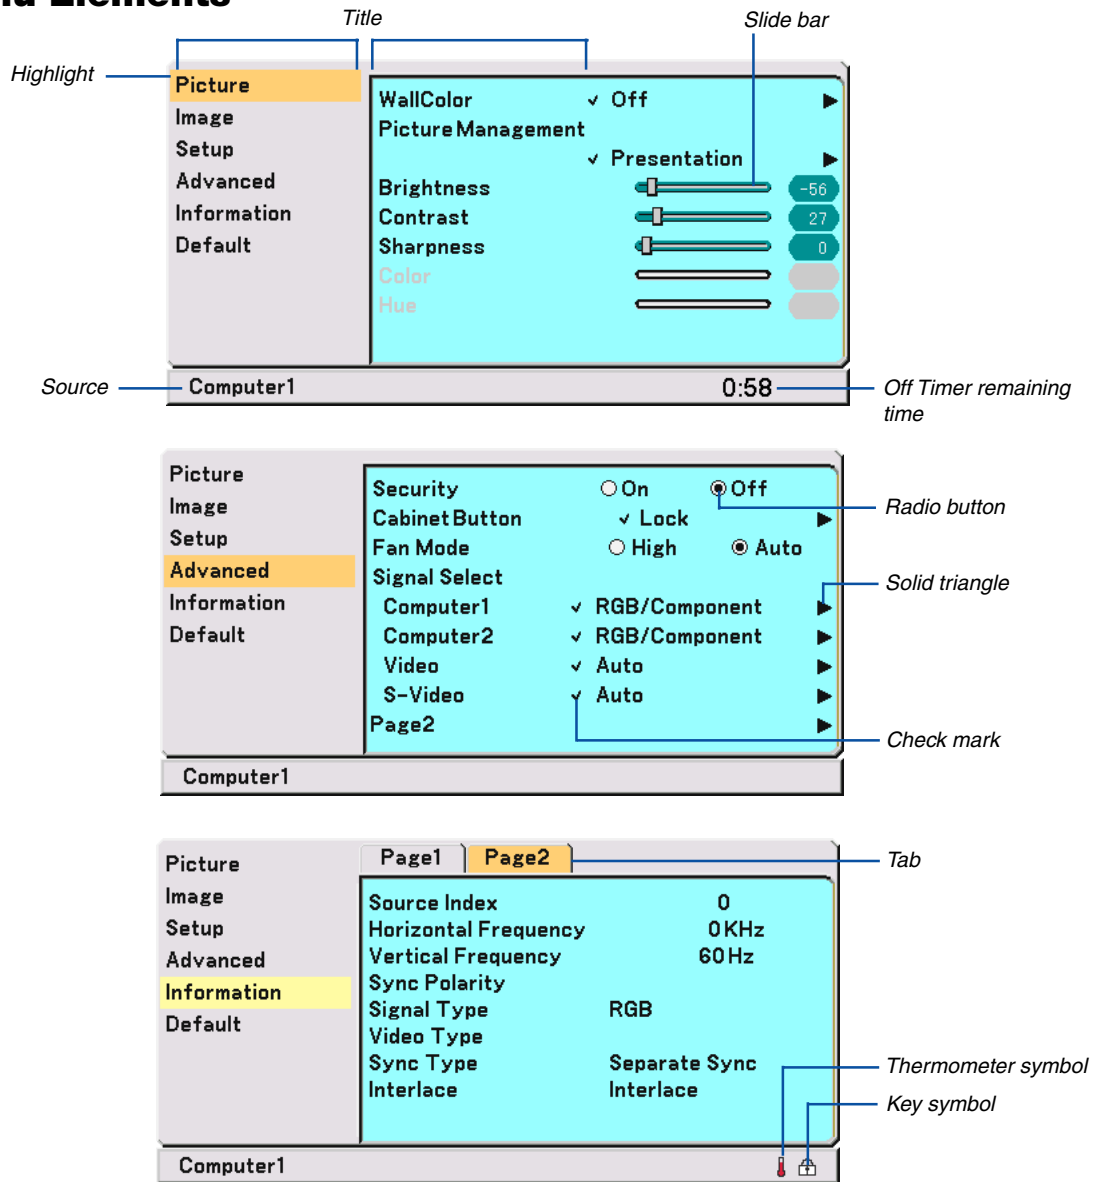 Elements
Title
Slide bar
Highlight
Picture
Image
Setup
Advanced
Information
Default
WallColor ✓ Off ▶
Picture Management
✓ Presentation ▶
Brightness -56
Contrast 27
Sharpness 0
Color
Hue
Source
Computer1 0:58
Off Timer remaining
time
Picture
Image
Setup
Advanced
Information
Default
Security On Off
Cabinet Button ✓ Lock ▶
Fan Mode High Auto
Signal Select
Computer1 ✓ RGB/Component ▶
Computer2 ✓ RGB/Component ▶
Video ✓ Auto ▶
S-Video ✓ Auto ▶
Page2 ▶
Radio button
Solid triangle
Check mark
Computer1
Page1 Page2
Tab
Picture
Image
Setup
Advanced
Information
Default
Source Index 0
Horizontal Frequency 0KHz
Vertical Frequency 60Hz
Sync Polarity
Signal Type RGB
Video Type
Sync Type Separate Sync
Interlace Interlace
Thermometer symbol
Key symbol
Computer1